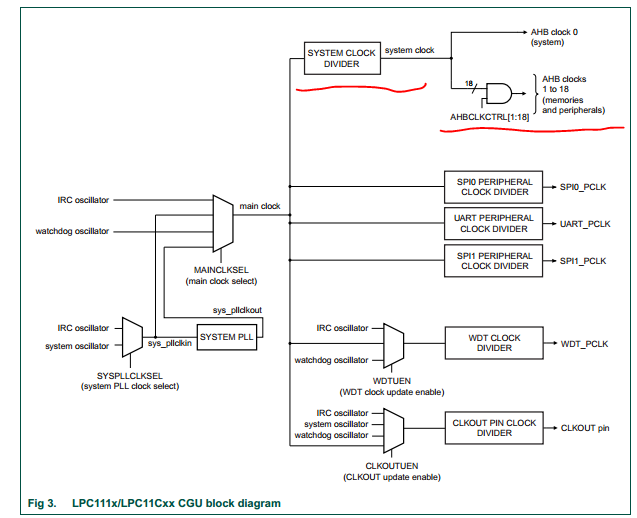 SYSTEM CLOCK
DIVIDER
system clock
AHB clock 0
(system)
18
AHBCLKCTRL[1:18]
AHB clocks
1 to 18
(memories
and peripherals)
IRC oscillator
watchdog oscillator
main clock
MAINCLKSEL
(main clock select)
SPI0 PERIPHERAL
CLOCK DIVIDER
SPI0_PCLK
UART PERIPHERAL
CLOCK DIVIDER
UART_PCLK
SPI1 PERIPHERAL
CLOCK DIVIDER
SPI1_PCLK
sys_pllclkout
IRC oscillator
system oscillator
sys_pllclkin
SYSTEM PLL
SYSPLLCLKSEL
(system PLL clock select)
IRC oscillator
watchdog oscillator
WDT CLOCK
DIVIDER
WDT_PCLK
WDTUEN
(WDT clock update enable)
IRC oscillator
system oscillator
watchdog oscillator
CLKOUT PIN CLOCK
DIVIDER
CLKOUT pin
CLKOUTUEN
(CLKOUT update enable)
Fig 3. LPC111x/LPC11Cxx CGU block diagram